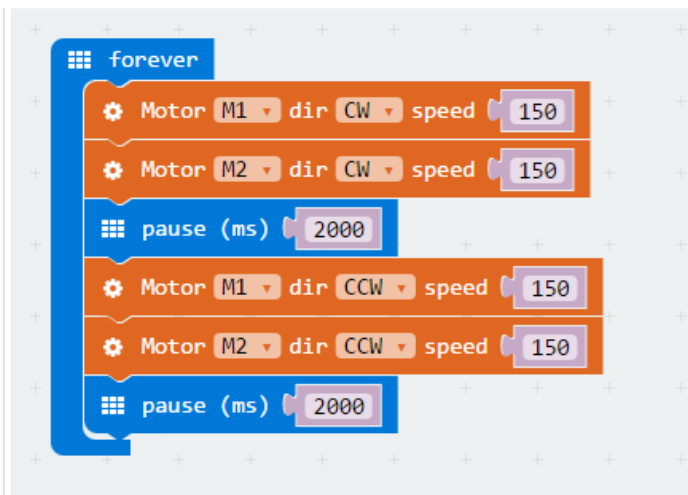 forever
Motor M1 dir CW speed 150
Motor M2 dir CW speed 150
pause (ms) 2000
Motor M1 dir CCW speed 150
Motor M2 dir CCW speed 150
pause (ms) 2000